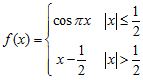 f(x) = { cos πx |x| ≤ 1/2
x − 1/2 |x| > 1/2